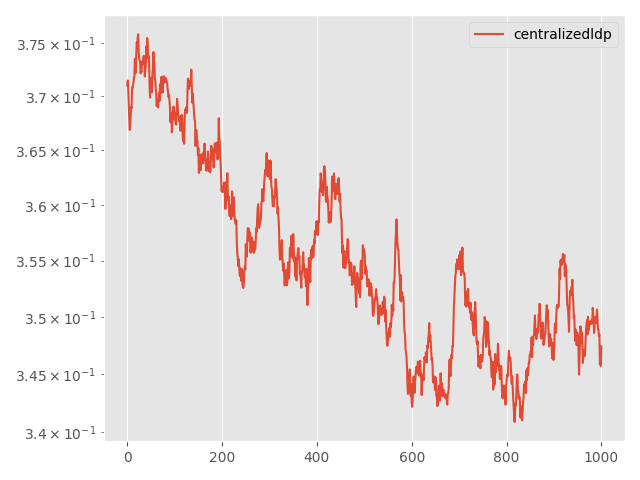 centralizedldp
3.75 × 10⁻¹
3.7 × 10⁻¹
3.65 × 10⁻¹
3.6 × 10⁻¹
3.55 × 10⁻¹
3.5 × 10⁻¹
3.45 × 10⁻¹
3.4 × 10⁻¹
0 200 400 600 800 1000